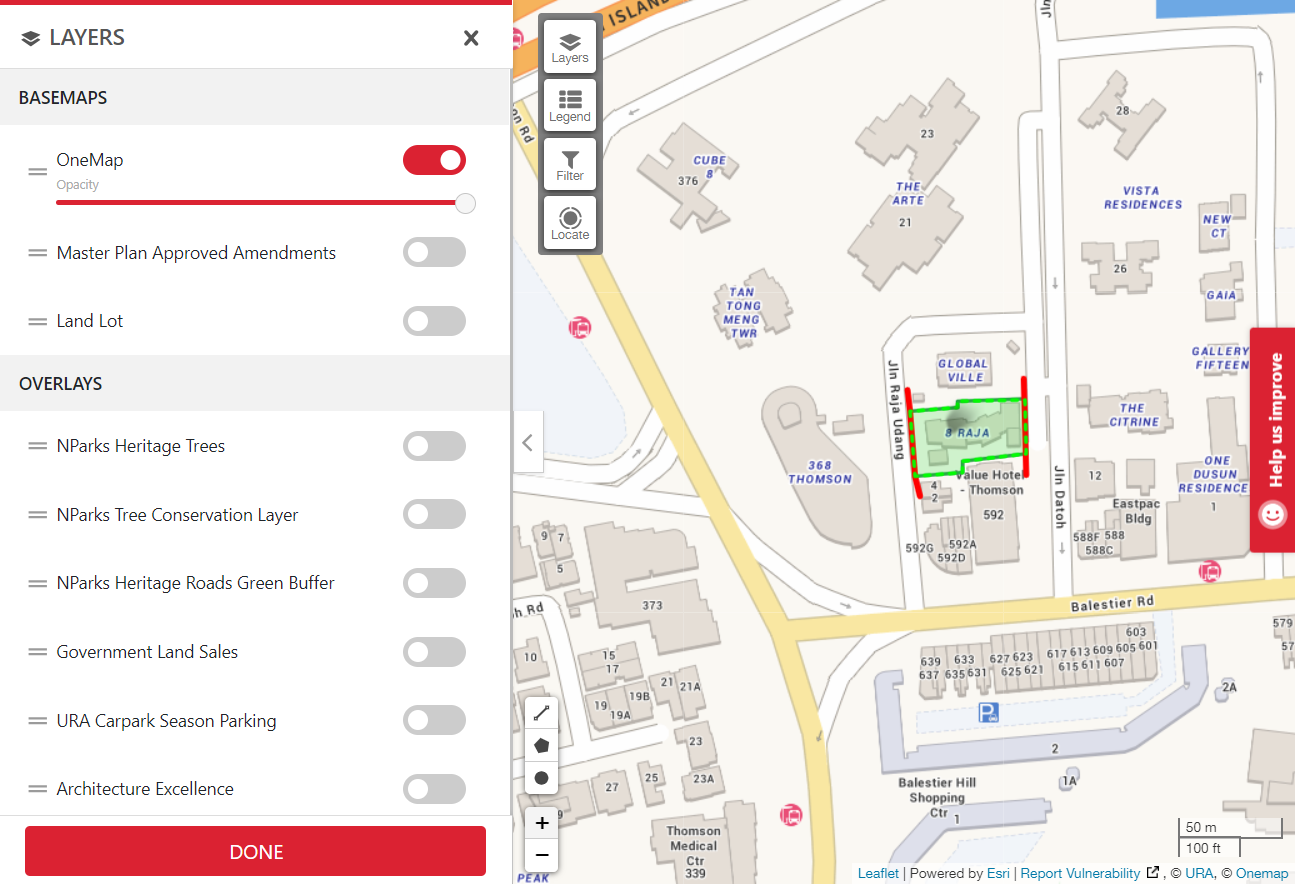 LAYERS
BASEMAPS
OneMap
Opacity
Master Plan Approved Amendments
Land Lot
OVERLAYS
NParks Heritage Trees
NParks Tree Conservation Layer
NParks Heritage Roads Green Buffer
Government Land Sales
URA Carpark Season Parking
Architecture Excellence
DONE
Layers
Legend
Filter
Locate
ISLAND
on Rd
Jln
CUBE
8
376
23
THE
ARTE
21
28
VISTA
RESIDENCES
NEW
CT
26
GAIA
TAN
TONG
MENG
TWR
GALLERY
FIFTEEN
GLOBAL
VILLE
Jln Raja Udang
8 RAJA
THE
CITRINE
368
THOMSON
4
2
Value Hotel
- Thomson
592
Jln Datoh
12
ONE
DUSUN
RESIDENCE
1
Eastpac
Bldg
588F
588
588C
592G
592A
592D
9
7
5
373
h Rd
10
15
17
19
19A
19B
21
21A
23
23A
25
27
9
Balestier Rd
603
639
633
627
623
617
613
609
605
601
637
635
631
625
621
615
611
607
579
57
2A
P
2
1A
Balestier Hill
Shopping
Ctr
1
Thomson
Medical
Ctr
339
PEAK
+
−
Help us improve
50 m
100 ft
Leaflet | Powered by Esri | Report Vulnerability , © URA, © Onemap